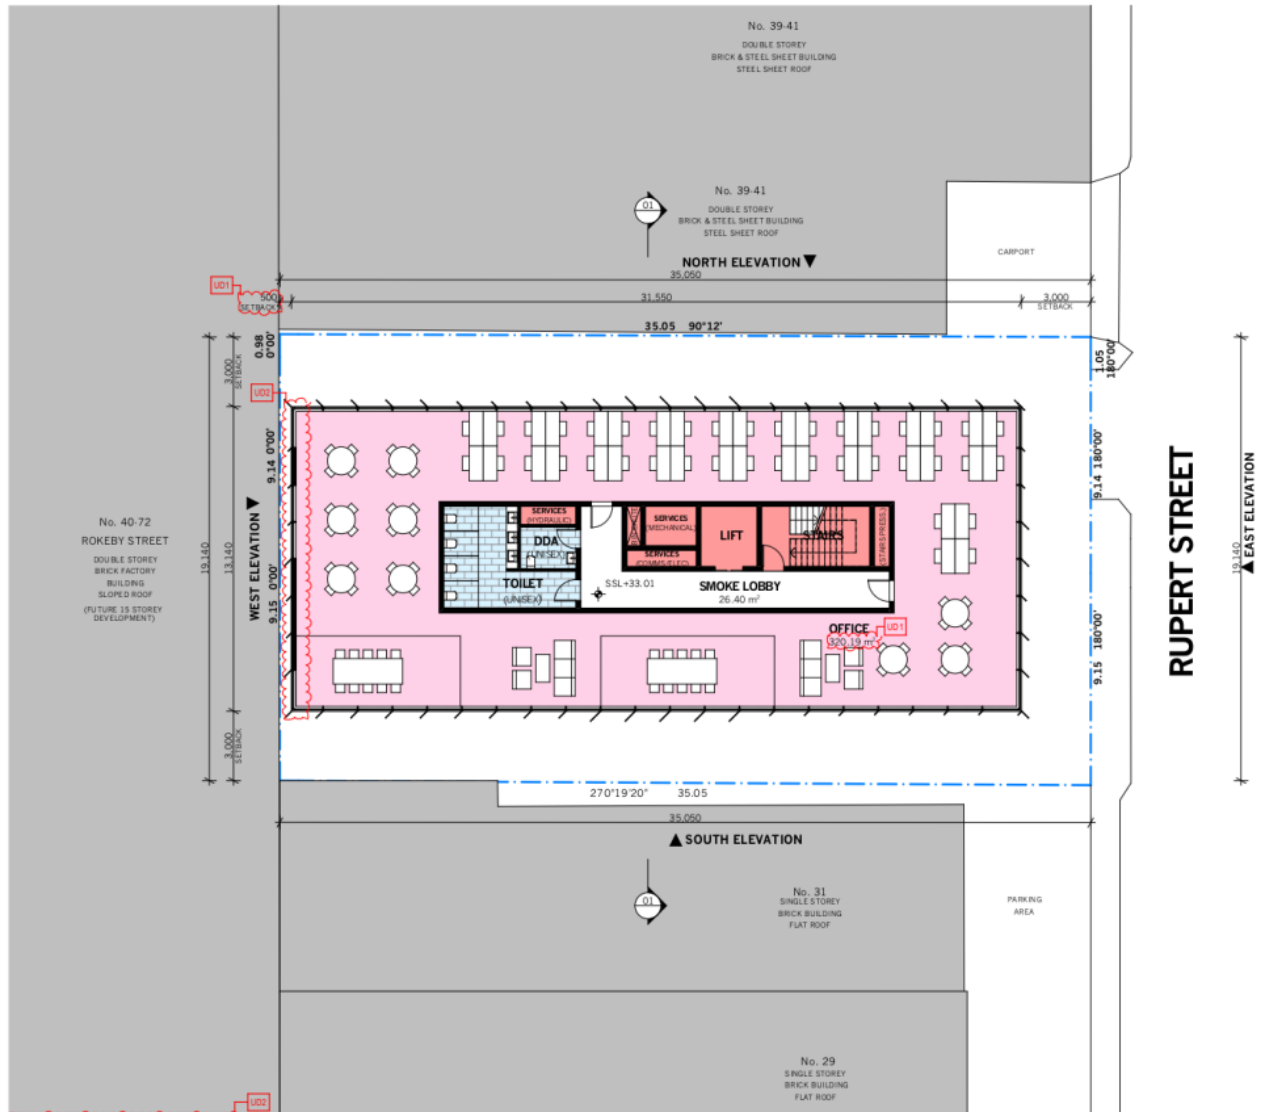 No. 39-41
DOUBLE STOREY
BRICK & STEEL SHEET BUILDING
STEEL SHEET ROOF
No. 39-41
DOUBLE STOREY
BRICK & STEEL SHEET BUILDING
STEEL SHEET ROOF
01
CARPORT
NORTH ELEVATION
35,050
UD1
500
SETBACK
31,550
3,000
SETBACK
35.05 90°12'
0.98
0°00'
1.05
180°00'
3,000
SETBACK
UD2
9.14 0°00'
9.14 180°00'
RUPERT STREET
EAST ELEVATION
19,140
No. 40-72
ROKEBY STREET
DOUBLE STOREY
BRICK FACTORY
BUILDING
SLOPED ROOF
(FUTURE 15 STOREY
DEVELOPMENT)
19,140
13,140
WEST ELEVATION
9.15 0°00'
9.15 180°00'
SERVICES
(HYDRAULIC)
DDA
(UNISEX)
TOILET
(UNISEX)
SERVICES
(MECHANICAL)
SERVICES
(COMMS/ELEC)
LIFT
STAIRS
(STAIRS PRESS.)
SSL+33.01
SMOKE LOBBY
26.40 m²
OFFICE
UD1
320.19 m²
3,000
SETBACK
270°19'20" 35.05
35,050
SOUTH ELEVATION
01
No. 31
SINGLE STOREY
BRICK BUILDING
FLAT ROOF
PARKING
AREA
No. 29
SINGLE STOREY
BRICK BUILDING
FLAT ROOF
UD2